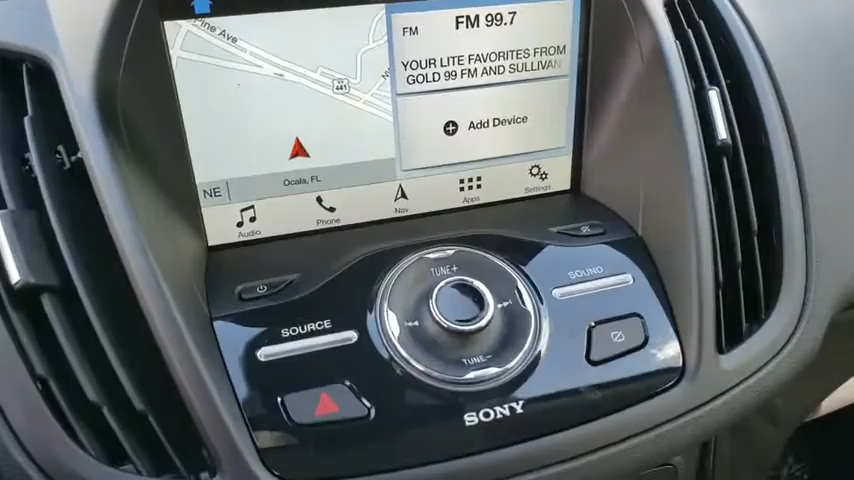 Pine Ave
FM
FM 99.7
YOUR LITE FAVORITES FROM
GOLD 99 FM AND SULLIVAN
441
Add Device
NE
Ocala, FL
Audio
Phone
Nav
Apps
Settings
TUNE+
SOUND
SOURCE
TUNE-
SONY